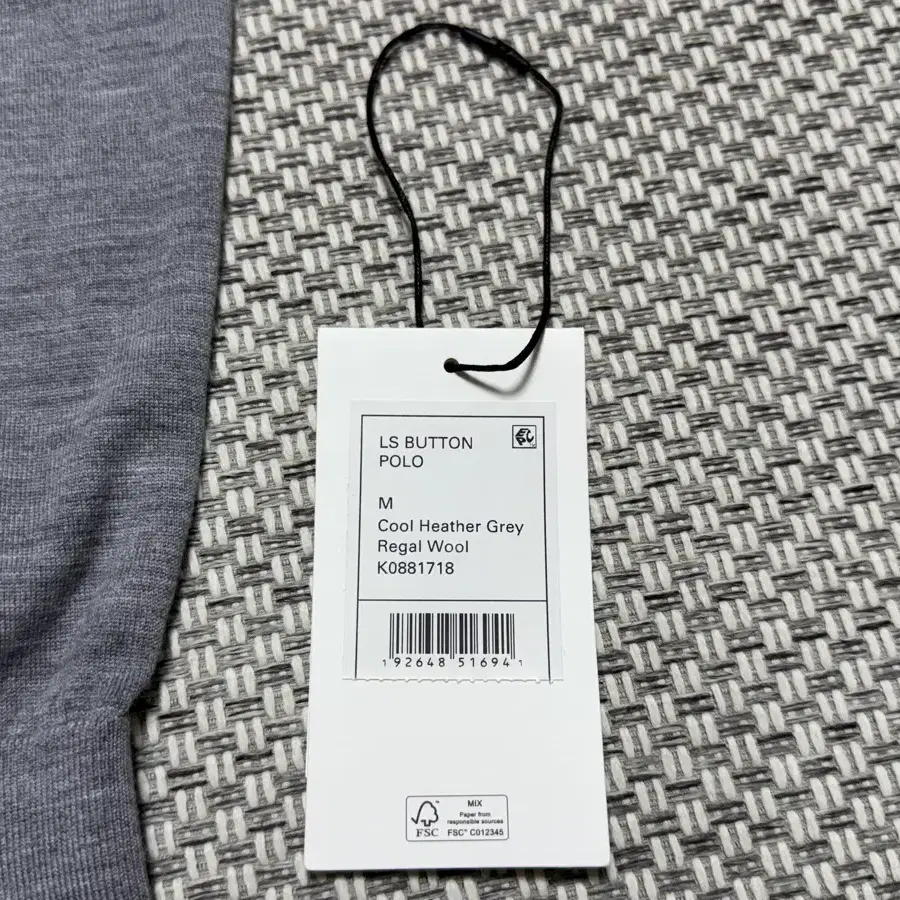 LS BUTTON
POLO
M
Cool Heather Grey
Regal Wool
K0881718
1 92648 51694 1
MIX
Paper from
responsible sources
FSC
FSC® C012345